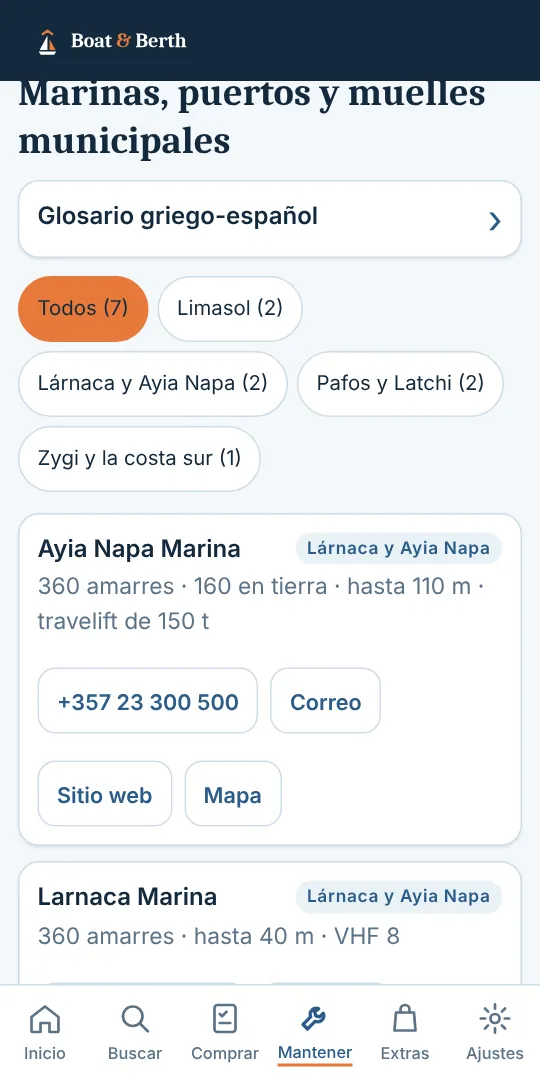 Boat & Berth
Marinas, puertos y muelles
municipales
Glosario griego-español
Todos (7)
Limasol (2)
Lárnaca y Ayia Napa (2)
Pafos y Latchi (2)
Zygi y la costa sur (1)
Ayia Napa Marina
Lárnaca y Ayia Napa
360 amarres · 160 en tierra · hasta 110 m ·
travelift de 150 t
+357 23 300 500
Correo
Sitio web
Mapa
Larnaca Marina
Lárnaca y Ayia Napa
360 amarres · hasta 40 m · VHF 8
Inicio
Buscar
Comprar
Mantener
Extras
Ajustes